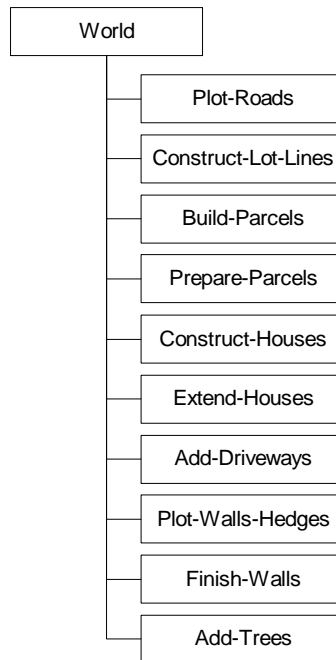 World
Plot-Roads
Construct-Lot-Lines
Build-Parcels
Prepare-Parcels
Construct-Houses
Extend-Houses
Add-Driveways
Plot-Walls-Hedges
Finish-Walls
Add-Trees